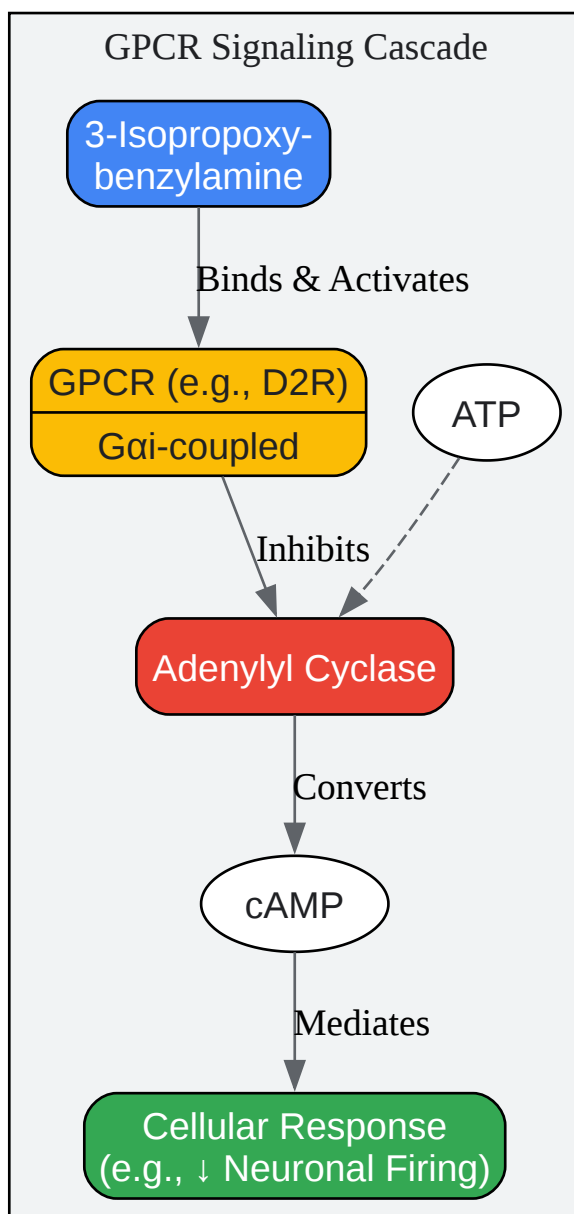 GPCR Signaling Cascade
3-Isopropoxy-
benzylamine
Binds & Activates
GPCR (e.g., D2R)
Gαi-coupled
ATP
Inhibits
Adenylyl Cyclase
Converts
cAMP
Mediates
Cellular Response
(e.g., ↓ Neuronal Firing)